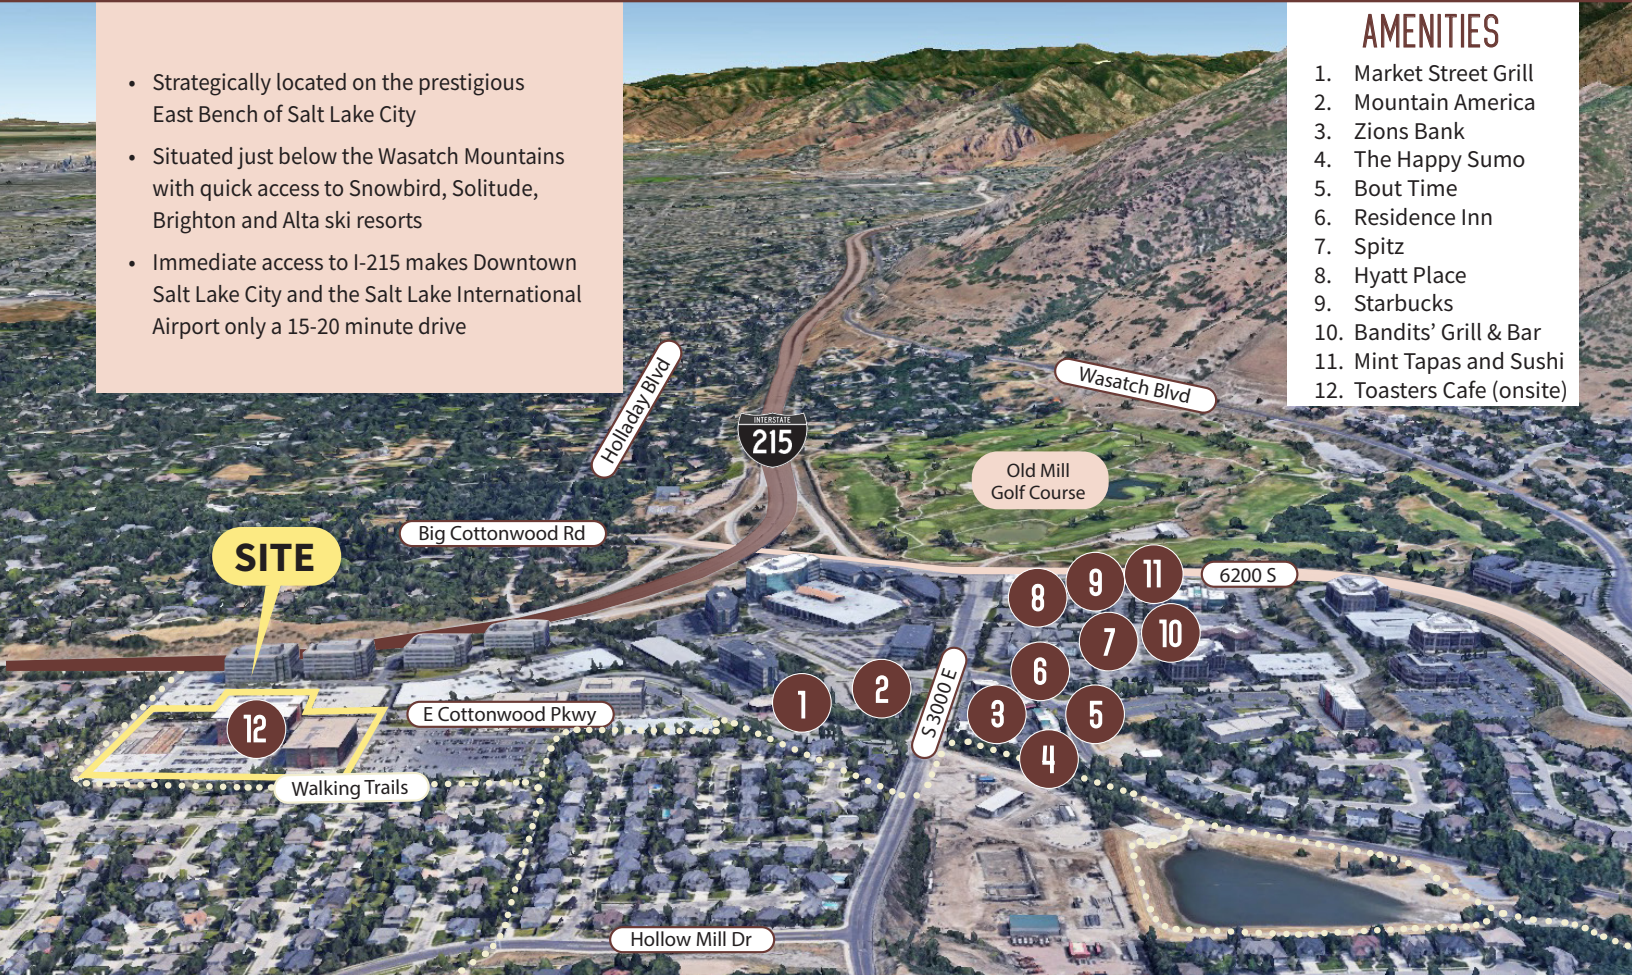 • Strategically located on the prestigious
East Bench of Salt Lake City
• Situated just below the Wasatch Mountains
with quick access to Snowbird, Solitude,
Brighton and Alta ski resorts
• Immediate access to I-215 makes Downtown
Salt Lake City and the Salt Lake International
Airport only a 15-20 minute drive
AMENITIES
1. Market Street Grill
2. Mountain America
3. Zions Bank
4. The Happy Sumo
5. Bout Time
6. Residence Inn
7. Spitz
8. Hyatt Place
9. Starbucks
10. Bandits’ Grill & Bar
11. Mint Tapas and Sushi
12. Toasters Cafe (onsite)
Holladay Blvd
Wasatch Blvd
INTERSTATE
215
Old Mill
Golf Course
Big Cottonwood Rd
SITE
6200 S
8
9
11
7
10
6
1
2
S 3000 E
3
5
4
E Cottonwood Pkwy
12
Walking Trails
Hollow Mill Dr